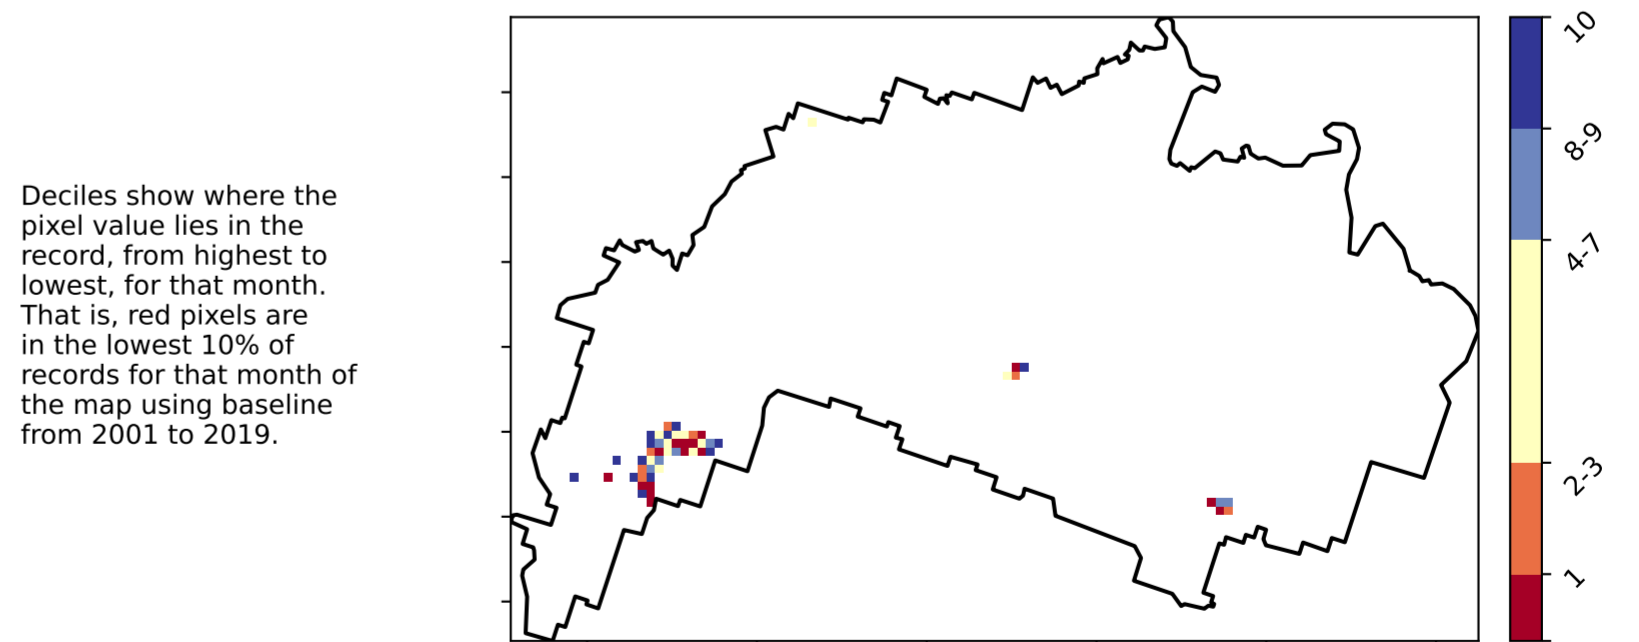 Deciles show where the
pixel value lies in the
record, from highest to
lowest, for that month.
That is, red pixels are
in the lowest 10% of
records for that month of
the map using baseline
from 2001 to 2019.
10
8-9
4-7
2-3
1